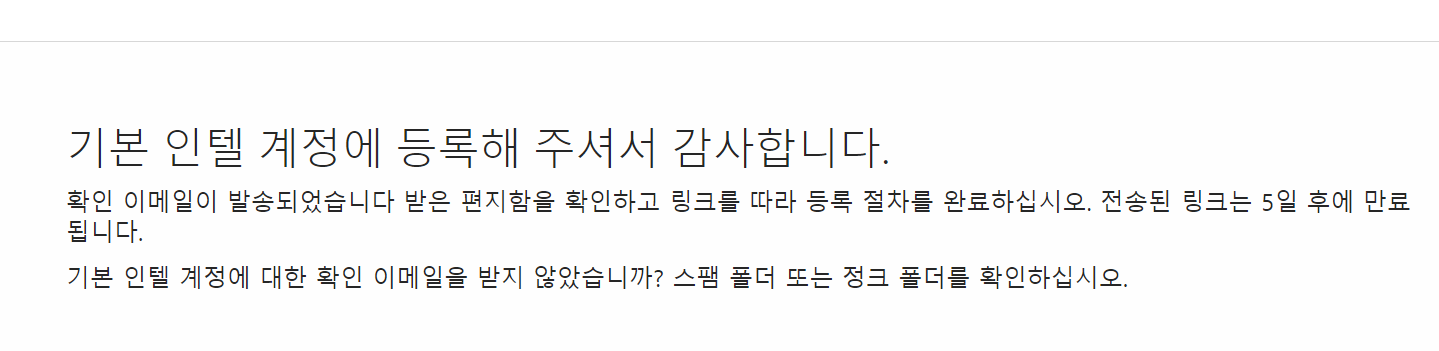 기본 인텔 계정에 등록해 주셔서 감사합니다.
확인 이메일이 발송되었습니다 받은 편지함을 확인하고 링크를 따라 등록 절차를 완료하십시오. 전송된 링크는 5일 후에 만료
됩니다.
기본 인텔 계정에 대한 확인 이메일을 받지 않았습니까? 스팸 폴더 또는 정크 폴더를 확인하십시오.